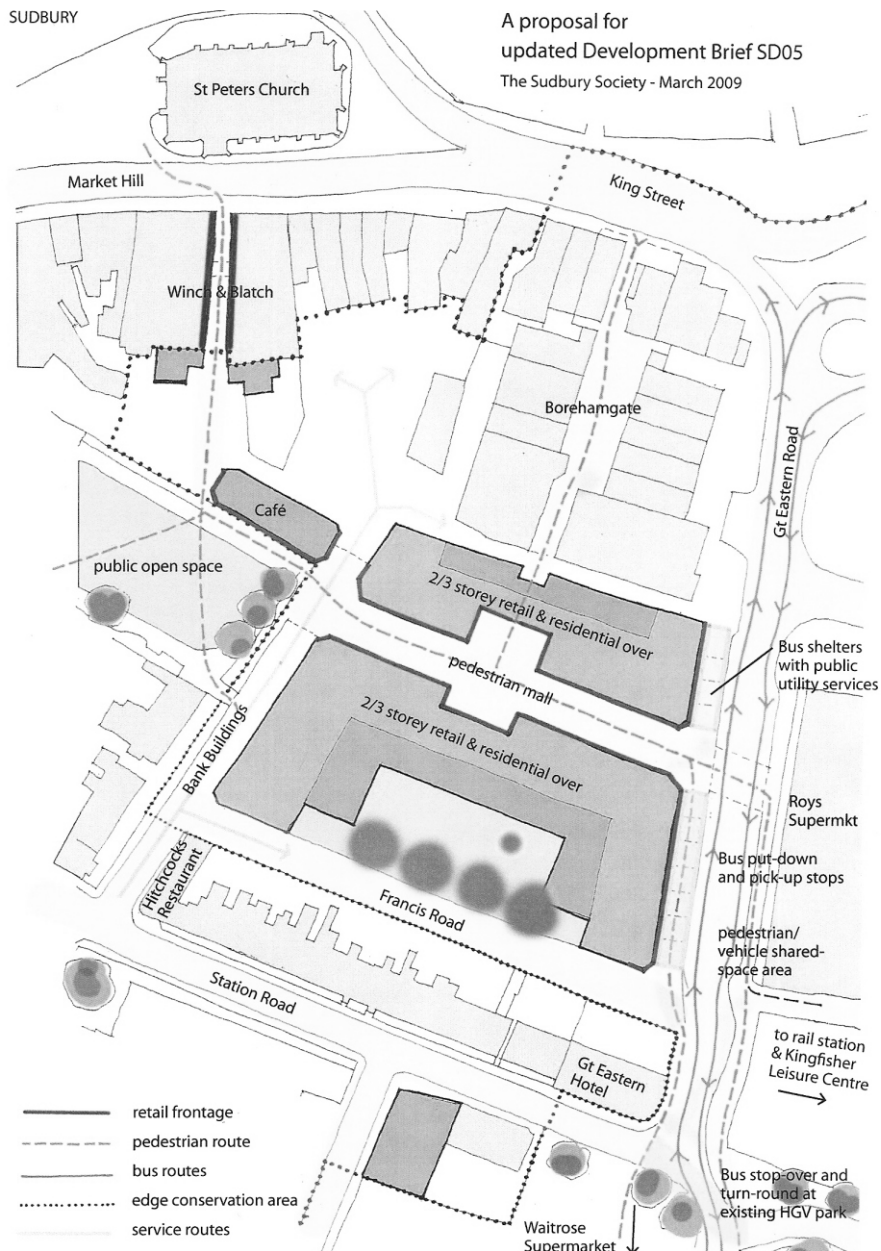 SUDBURY
A proposal for
updated Development Brief SD05
The Sudbury Society - March 2009
St Peters Church
Market Hill
King Street
Winch & Blatch
Borehamgate
Gt Eastern Road
Café
public open space
2/3 storey retail & residential over
Bus shelters
with public
utility services
pedestrian mall
2/3 storey retail & residential over
Bank Buildings
Roys
Supermkt
Bus put-down
and pick-up stops
Hitchcocks
Restaurant
Francis Road
pedestrian/
vehicle shared-
space area
Station Road
to rail station
& Kingfisher
Leisure Centre
Gt Eastern
Hotel
retail frontage
pedestrian route
bus routes
edge conservation area
service routes
Bus stop-over and
turn-round at
existing HGV park
Waitrose
Supermarket